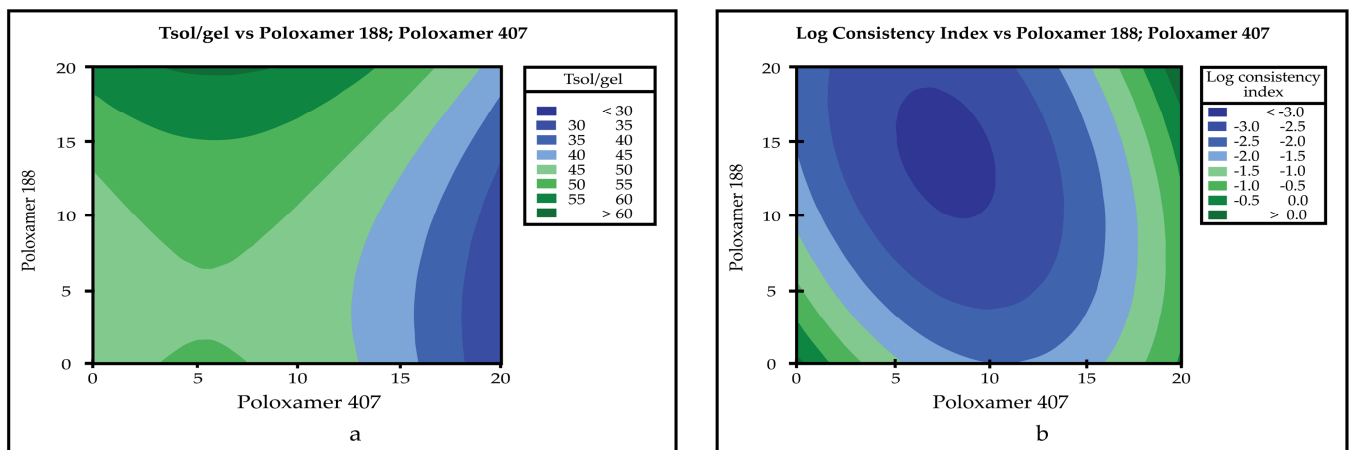 Tsol/gel vs Poloxamer 188; Poloxamer 407
20
15
10
5
0
Poloxamer 188
0 5 10 15 20
Poloxamer 407
Tsol/gel
< 30
30 35
35 40
40 45
45 50
50 55
55 60
> 60
a
Log Consistency Index vs Poloxamer 188; Poloxamer 407
20
15
10
5
0
Poloxamer 188
0 5 10 15 20
Poloxamer 407
Log consistency
index
< -3.0
-3.0 -2.5
-2.5 -2.0
-2.0 -1.5
-1.5 -1.0
-1.0 -0.5
-0.5 0.0
> 0.0
b